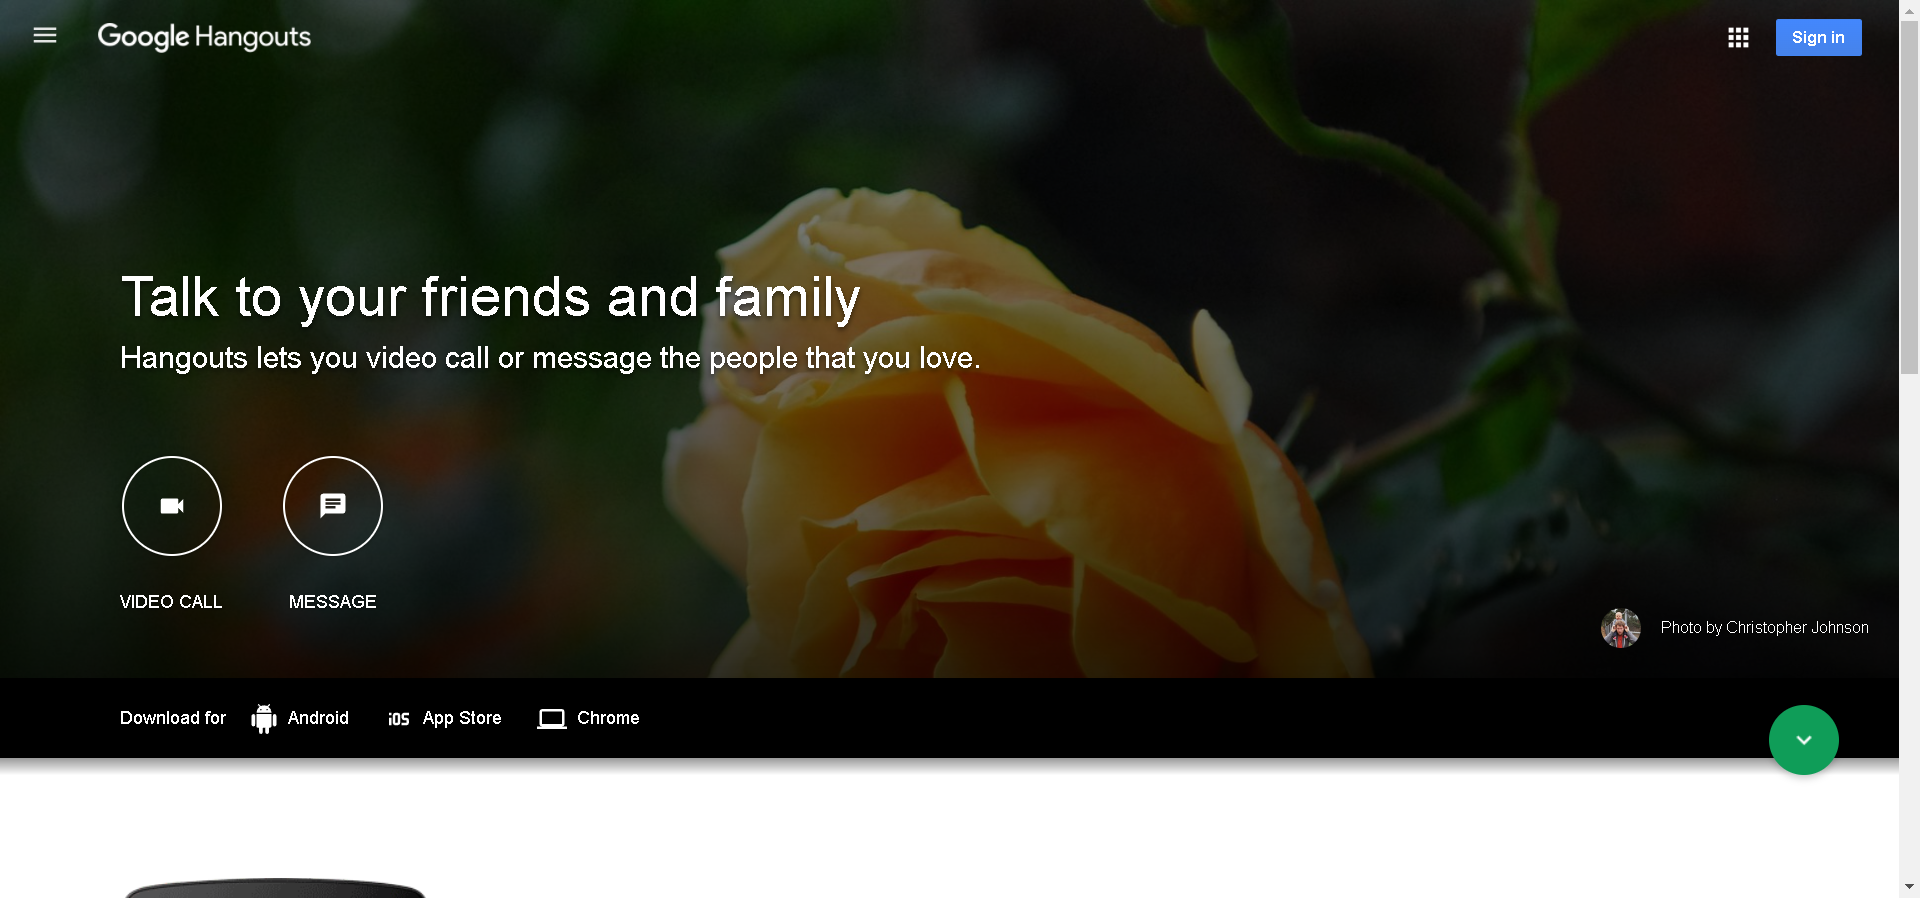 Google Hangouts
Sign in
Talk to your friends and family
Hangouts lets you video call or message the people that you love.
VIDEO CALL
MESSAGE
Photo by Christopher Johnson
Download for
Android
iOS App Store
Chrome